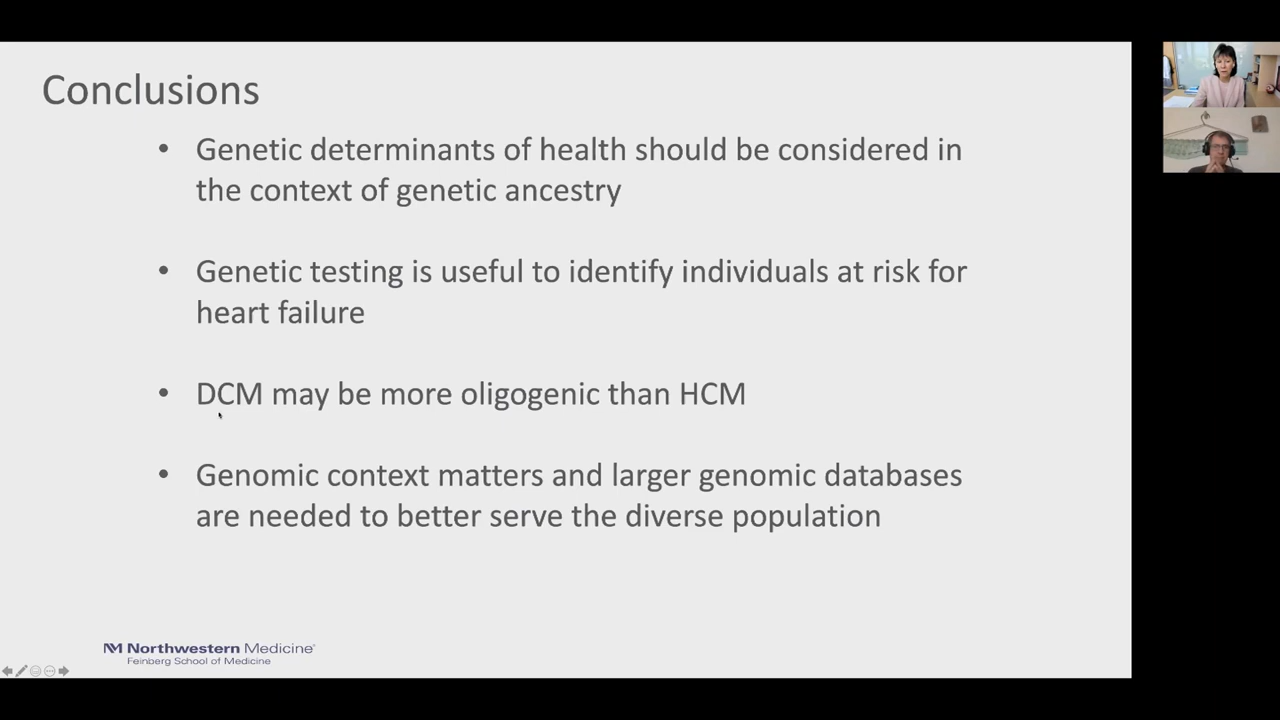 Conclusions
• Genetic determinants of health should be considered in
the context of genetic ancestry
• Genetic testing is useful to identify individuals at risk for
heart failure
• DCM may be more oligogenic than HCM
• Genomic context matters and larger genomic databases
are needed to better serve the diverse population
Northwestern Medicine®
Feinberg School of Medicine